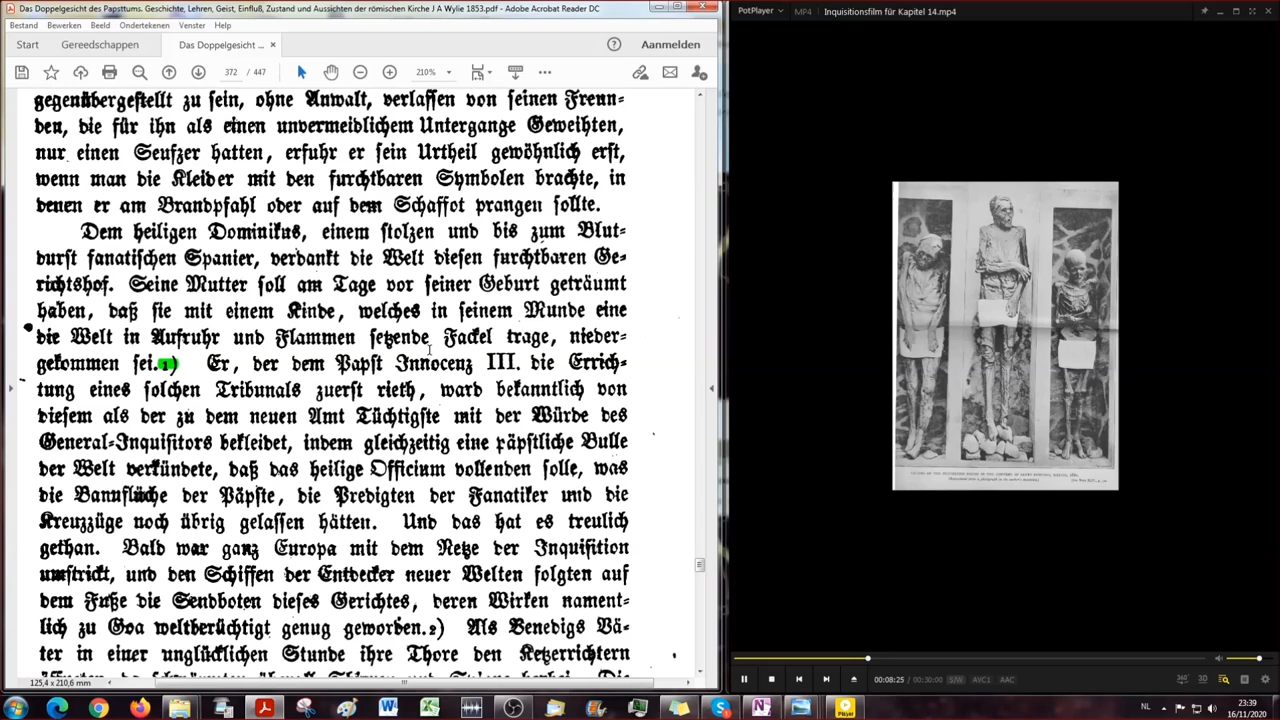 Das Doppelgesicht des Papsttums. Geschichte, Lehren, Geist, Einfluß, Zustand und Aussichten der römischen Kirche J A Wylie 1853.pdf - Adobe Acrobat Reader DC
Bestand Bewerken Beeld Ondertekenen Venster Help
Start Gereedschappen Das Doppelgesicht ... × Anmelden
372 / 447 210%
gegenübergestellt zu sein, ohne Anwalt, verlassen von seinen Freun-
den, die für ihn als einen unvermeidlichem Untergange Geweihten,
nur einen Seufzer hatten, erfuhr er sein Urtheil gewöhnlich erst,
wenn man die Kleider mit den furchtbaren Symbolen brachte, in
denen er am Brandpfahl oder auf dem Schaffot prangen sollte.
Dem heiligen Dominikus, einem stolzen und bis zum Blut-
durst fanatischen Spanier, verdankt die Welt diesen furchtbaren Ge-
richtshof. Seine Mutter soll am Tage vor seiner Geburt geträumt
haben, daß sie mit einem Kinde, welches in seinem Munde eine
die Welt in Aufruhr und Flammen setzende Fackel trage, nieder-
gekommen sei.1) Er, der dem Papst Innocenz III. die Errich-
tung eines solchen Tribunals zuerst rieth, ward bekanntlich von
diesem als der zu dem neuen Amt Tüchtigste mit der Würde des
General-Inquisitors bekleidet, indem gleichzeitig eine päpstliche Bulle
der Welt verkündete, daß das heilige Officium vollenden solle, was
die Bannflüche der Päpste, die Predigten der Fanatiker und die
Kreuzzüge noch übrig gelassen hätten. Und das hat es treulich
gethan. Bald war ganz Europa mit dem Netze der Inquisition
umstrickt, und den Schiffen der Entdecker neuer Welten folgten auf
dem Fuße die Sendboten dieses Gerichtes, deren Wirken nament-
lich zu Goa weltberüchtigt genug geworden.2) Als Venedigs Vä-
ter in einer unglücklichen Stunde ihre Thore den Ketzerrichtern
125,4 x 210,6 mm
PotPlayer MP4 Inquisitionsfilm für Kapitel 14.mp4
00:08:25 / 00:30:00 S/W AVC1 AAC
360° 3D
NL 23:39
16/11/2020
Player